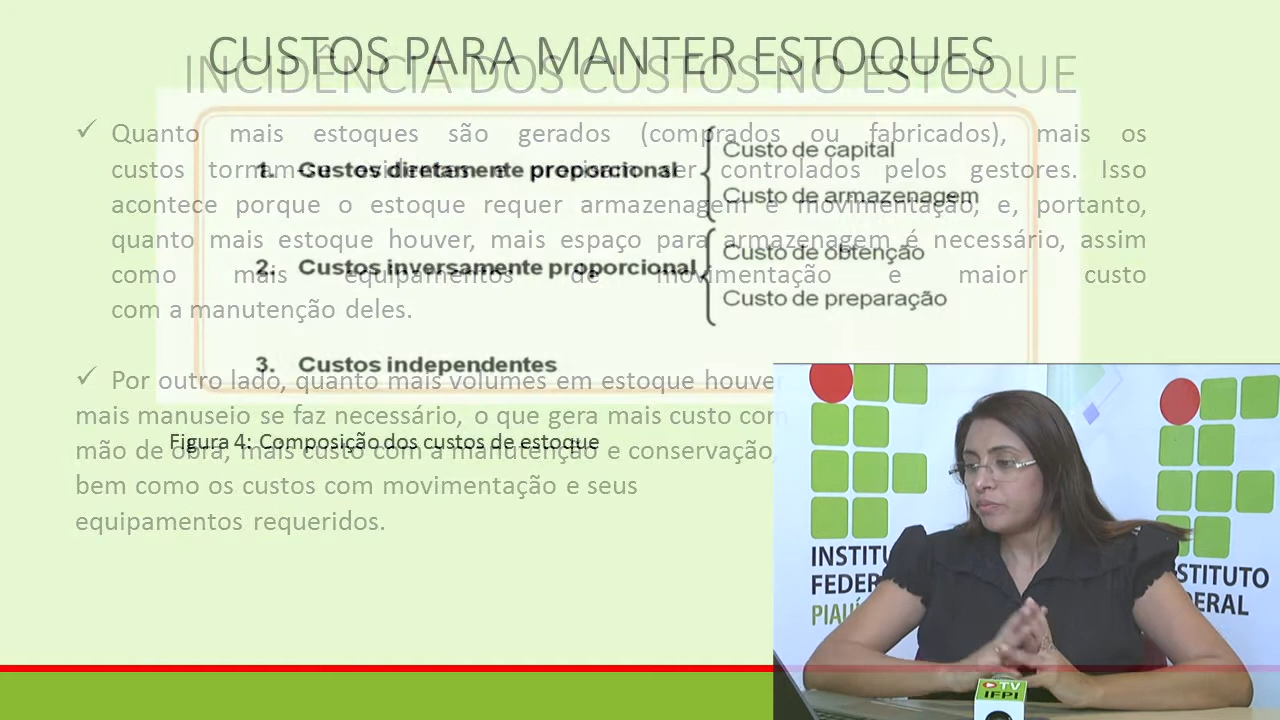 CUSTOS PARA MANTER ESTOQUES
INCIDÊNCIA DOS CUSTOS NO ESTOQUE
✓ Quanto mais estoques são gerados (comprados ou fabricados), mais os
custos tornam-se evidentes e precisam ser controlados pelos gestores. Isso
acontece porque o estoque requer armazenagem e movimentação, e, portanto,
quanto mais estoque houver, mais espaço para armazenagem é necessário, assim
como mais equipamentos de movimentação e maior custo
com a manutenção deles.
✓ Por outro lado, quanto mais volumes em estoque houver
mais manuseio se faz necessário, o que gera mais custo com
mão de obra, mais custo com a manutenção e conservação,
bem como os custos com movimentação e seus
equipamentos requeridos.
1. Custos diretamente proporcional
Custo de capital
Custo de armazenagem
2. Custos inversamente proporcional
Custo de obtenção
Custo de preparação
3. Custos independentes
Figura 4: Composição dos custos de estoque
INSTITU
FEDER
PIAUÍ
STITUTO
DERAL
TV
IFPI